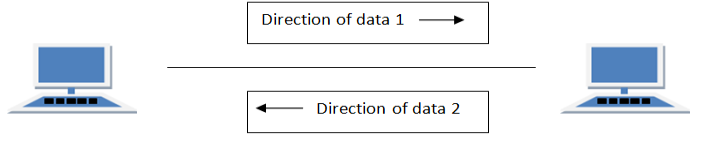 Direction of data 1
Direction of data 2